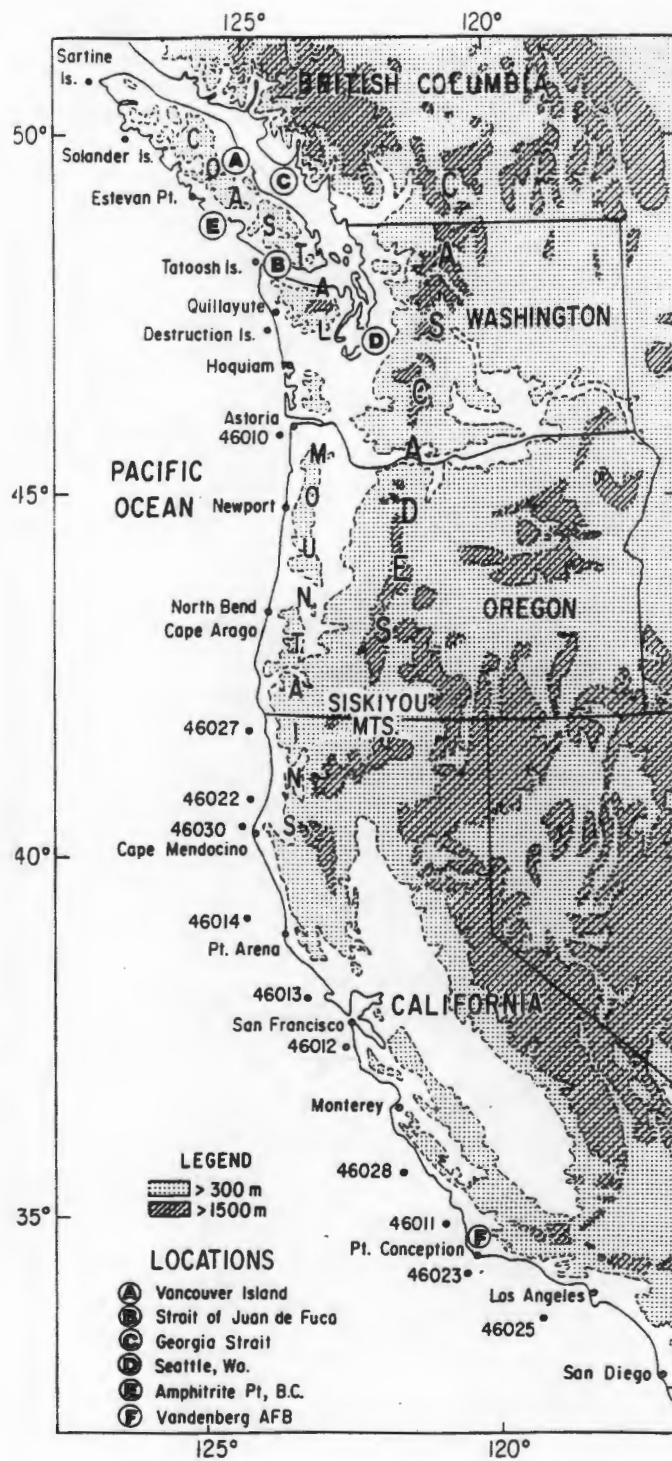 125° 120°
Sartine
Is.
BRITISH COLUMBIA
50°
Solander Is.
Estevan Pt.
A
C
E
Tatoosh Is.
B
Quillayute
Destruction Is.
WASHINGTON
D
Hoquiam
COASTAL
CASCADES
Astoria
46010
PACIFIC
OCEAN
45°
Newport
MOUNTAINS
North Bend
Cape Arago
OREGON
SISKIYOU
MTS.
46027
46022
46030
Cape Mendocino
40°
46014
Pt. Arena
46013
CALIFORNIA
San Francisco
46012
Monterey
LEGEND
> 300 m
>1500 m
46028
35°
46011
F
Pt. Conception
46023
Los Angeles
46025
San Diego
LOCATIONS
A Vancouver Island
B Strait of Juan de Fuca
C Georgia Strait
D Seattle, Wa.
E Amphitrite Pt, B.C.
F Vandenberg AFB
125° 120°